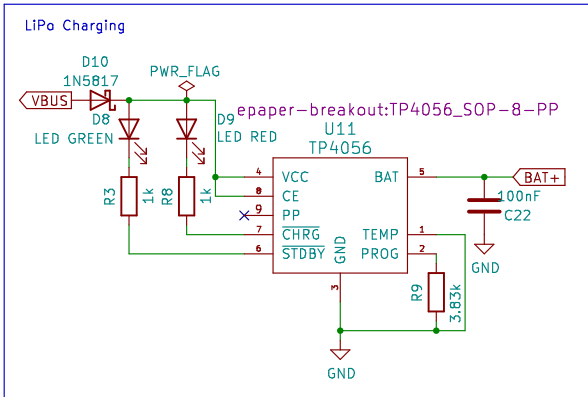 LiPo Charging
D10
1N5817
PWR_FLAG
VBUS
epaper-breakout:TP4056_SOP-8-PP
D8
LED GREEN
D9
LED RED
U11
TP4056
4
VCC
BAT
5
BAT+
8
CE
100nF
C22
9
PP
R3
1k
R8
1k
7
CHRG
TEMP
1
6
STDBY
PROG
2
GND
3
GND
R9
3.83k
GND